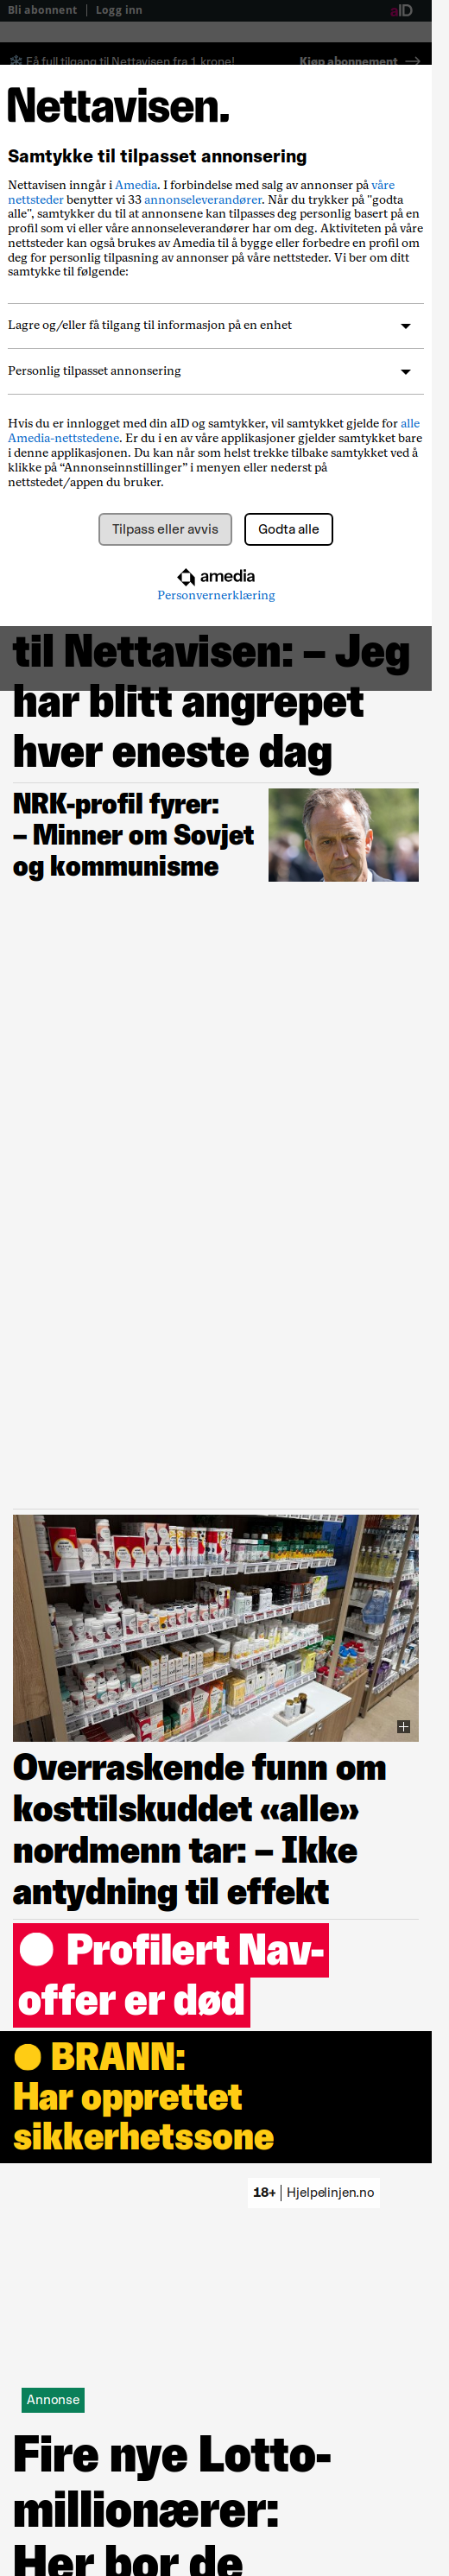 Bli abonnent | Logg inn
aID
Få full tilgang til Nettavisen fra 1 krone!
Kjøp abonnement →
Nettavisen.
Samtykke til tilpasset annonsering
Nettavisen inngår i Amedia. I forbindelse med salg av annonser på våre
nettsteder benytter vi 33 annonseleverandører. Når du trykker på "godta
alle", samtykker du til at annonsene kan tilpasses deg personlig basert på en
profil som vi eller våre annonseleverandører har om deg. Aktiviteten på våre
nettsteder kan også brukes av Amedia til å bygge eller forbedre en profil om
deg for personlig tilpasning av annonser på våre nettsteder. Vi ber om ditt
samtykke til følgende:
Lagre og/eller få tilgang til informasjon på en enhet
Personlig tilpasset annonsering
Hvis du er innlogget med din aID og samtykker, vil samtykket gjelde for alle
Amedia-nettstedene. Er du i en av våre applikasjoner gjelder samtykket bare
i denne applikasjonen. Du kan når som helst trekke tilbake samtykket ved å
klikke på “Annonseinnstillinger” i menyen eller nederst på
nettstedet/appen du bruker.
Tilpass eller avvis
Godta alle
amedia
Personvernerklæring
til Nettavisen: – Jeg
har blitt angrepet
hver eneste dag
NRK-profil fyrer:
– Minner om Sovjet
og kommunisme
Overraskende funn om
kosttilskuddet «alle»
nordmenn tar: – Ikke
antydning til effekt
Profilert Nav-
offer er død
BRANN:
Har opprettet
sikkerhetssone
18+ | Hjelpelinjen.no
Annonse
Fire nye Lotto-
millionærer:
Her bor de